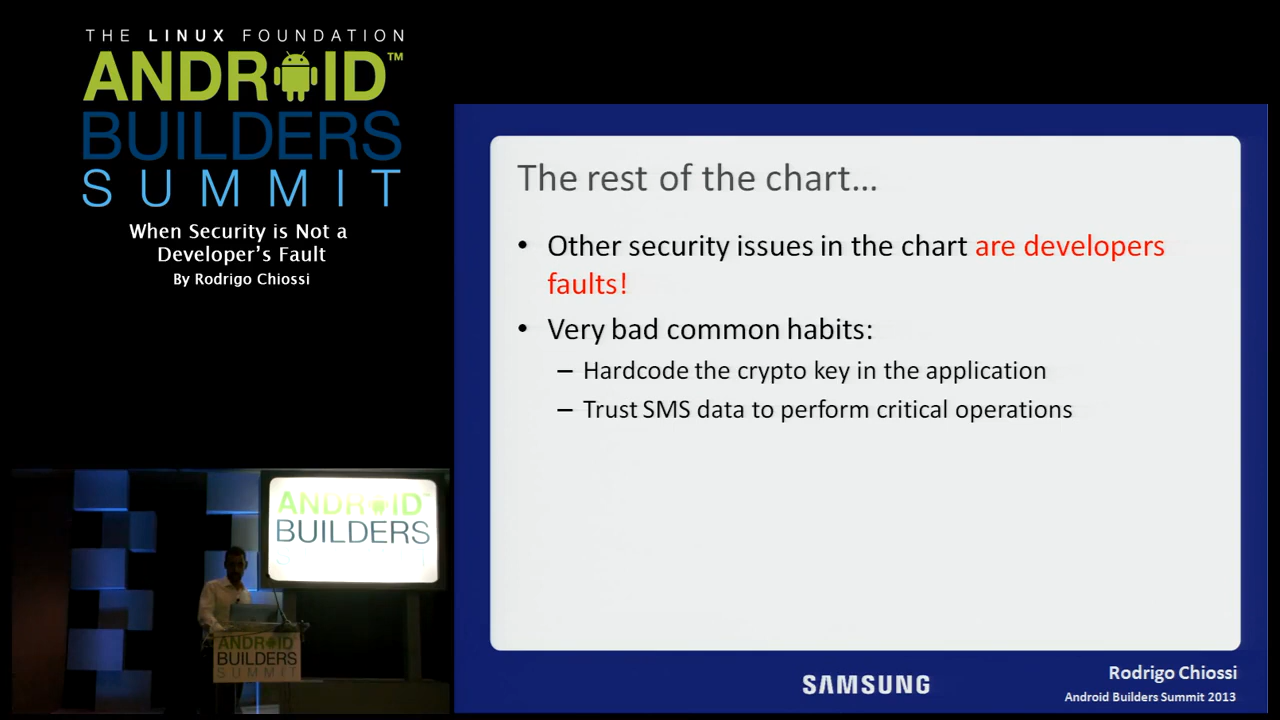 THE LINUX FOUNDATION
ANDROID™
BUILDERS
SUMMIT
When Security is Not a
Developer's Fault
By Rodrigo Chiossi
The rest of the chart...
• Other security issues in the chart are developers
faults!
• Very bad common habits:
– Hardcode the crypto key in the application
– Trust SMS data to perform critical operations
SAMSUNG
Rodrigo Chiossi
Android Builders Summit 2013
ANDROID™
BUILDERS
ANDROID
BUILDERS
SUMMIT